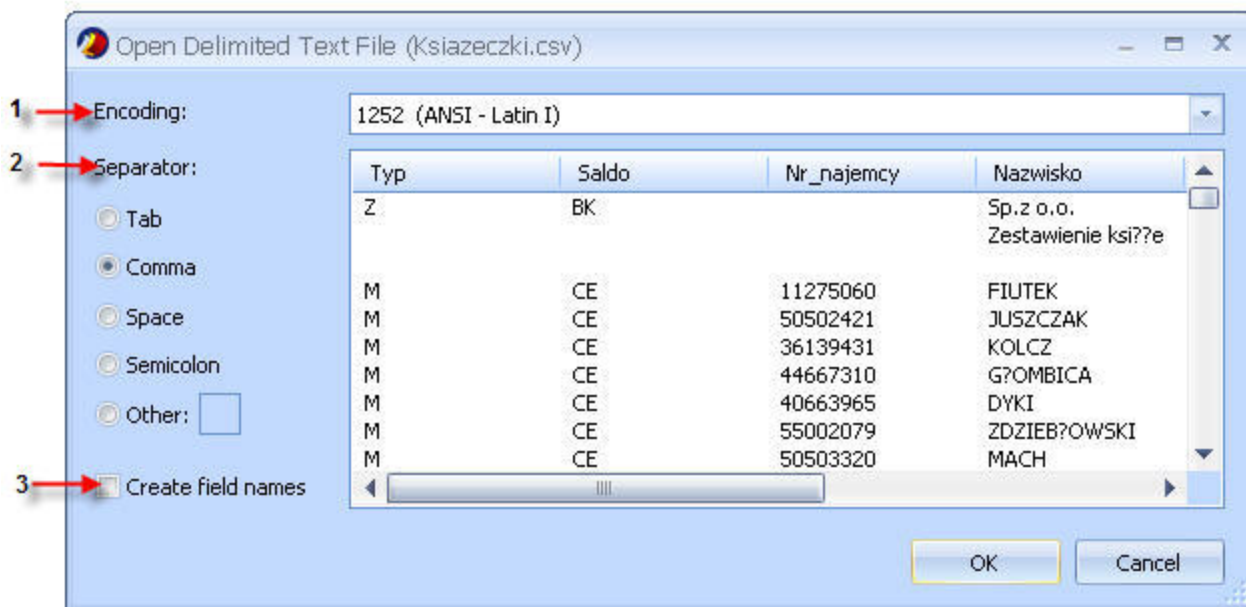 Open Delimited Text File (Ksiazeczki.csv)
1 Encoding: 1252 (ANSI - Latin I)
2 Separator:
Typ Saldo Nr_najemcy Nazwisko
Z BK Sp.z o.o.
Zestawienie ksi??e
Tab
Comma
Space
Semicolon
Other:
M CE 11275060 FIUTEK
M CE 50502421 JUSZCZAK
M CE 36139431 KOLCZ
M CE 44667310 G?OMBICA
M CE 40663965 DYKI
M CE 55002079 ZDZIEB?OWSKI
M CE 50503320 MACH
3 Create field names
OK Cancel